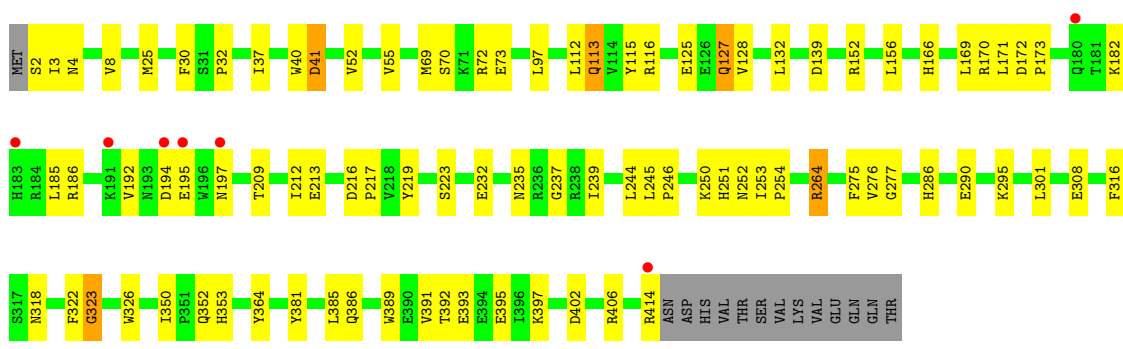 MET S2 I3 N4 V8 M25 F30 S31 P32 I37 W40 D41 V52 V55 M69 S70 K71 R72 E73 L97 L112 Q113 V114 Y115 R116 E125 E126 Q127 V128 L132 D139 R152 L156 H166 L169 R170 L171 D172 P173 Q180 T181 K182
H183 R184 L185 R186 K191 V192 N193 D194 E195 W196 N197 T209 I212 E213 D216 P217 V218 Y219 S223 E232 N235 R236 G237 R238 I239 L244 L245 P246 K250 H251 N252 I253 P254 R264 F275 V276 G277 H286 E290 K295 L301 E308 F316
S317 N318 F322 G323 W326 I350 P351 Q352 H353 Y364 Y381 L385 Q386 W389 E390 V391 T392 E393 E394 E395 I396 K397 D402 R406 R414 ASN ASP HIS VAL THR SER VAL LYS VAL GLU GLN GLN THR